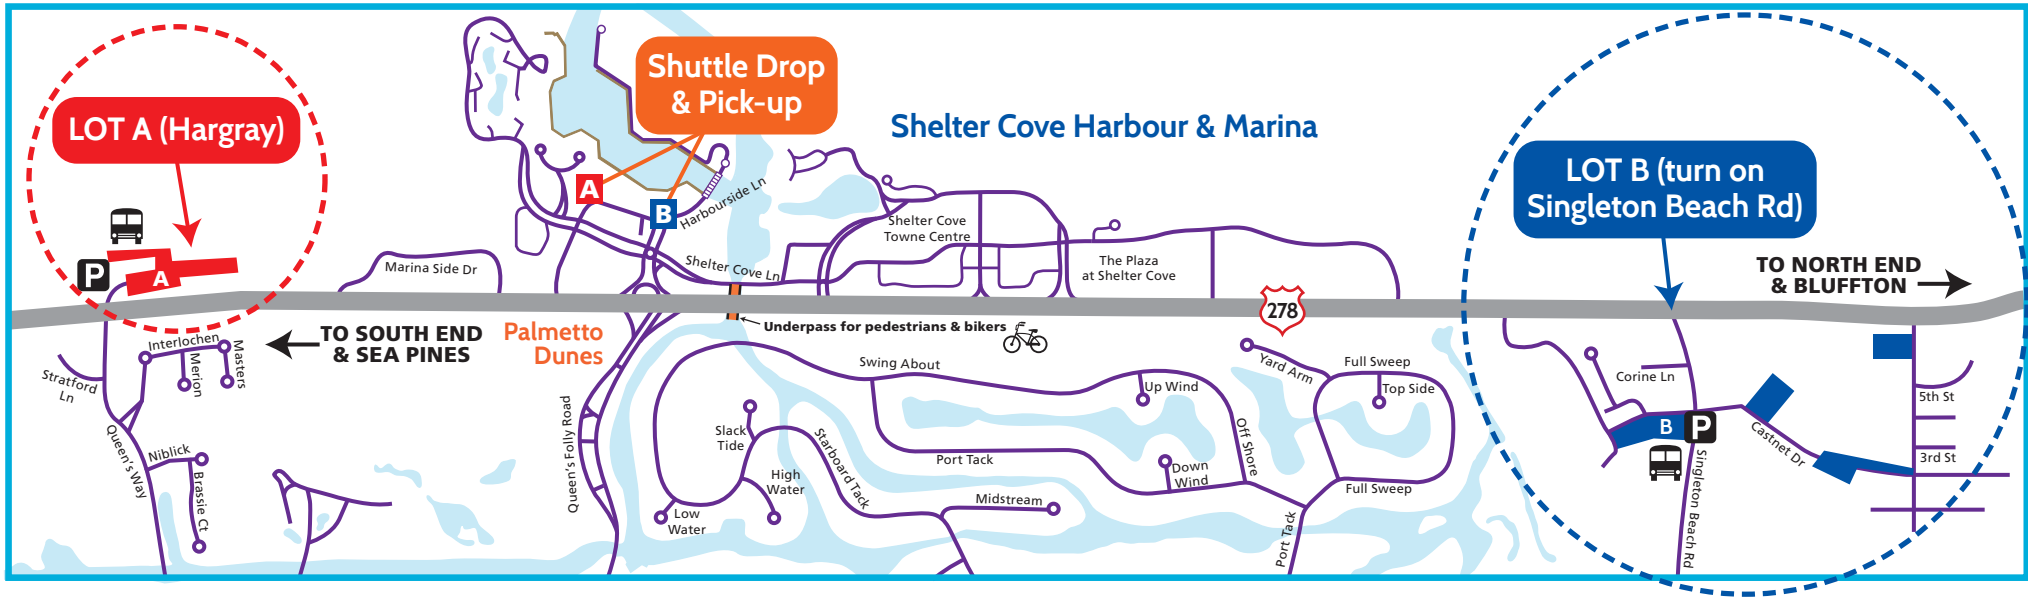 LOT A (Hargray)
P
A
Shuttle Drop
& Pick-up
A
B
Harbourside Ln
Shelter Cove Harbour & Marina
Shelter Cove
Towne Centre
The Plaza
at Shelter Cove
Marina Side Dr
Shelter Cove Ln
LOT B (turn on
Singleton Beach Rd)
TO NORTH END
& BLUFFTON
278
TO SOUTH END
& SEA PINES
Palmetto
Dunes
Underpass for pedestrians & bikers
Interlochen
Merion
Masters
Stratford
Ln
Queen's Way
Niblick
Brassie Ct
Queen's Folly Road
Swing About
Up Wind
Yard Arm
Full Sweep
Top Side
Off Shore
Slack
Tide
High
Water
Low
Water
Starboard Tack
Port Tack
Down
Wind
Midstream
Full Sweep
Port Tack
Corine Ln
B
P
Castnet Dr
Singleton Beach Rd
5th St
3rd St